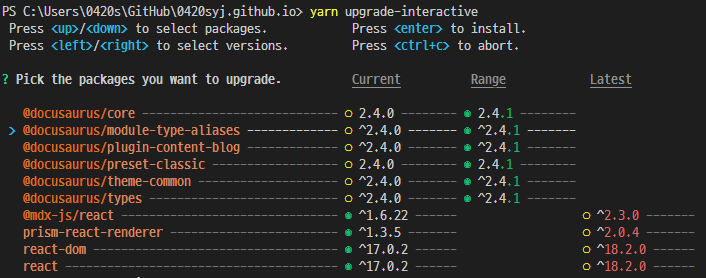 PS C:\Users\0420s\GitHub\0420syj.github.io> yarn upgrade-interactive
Press <up>/<down> to select packages. Press <enter> to install.
Press <left>/<right> to select versions. Press <ctrl+c> to abort.
? Pick the packages you want to upgrade. Current Range Latest
@docusaurus/core -------------------------- ○ 2.4.0 ------- ◉ 2.4.1 -------
> @docusaurus/module-type-aliases ------------- ○ ^2.4.0 ------ ◉ ^2.4.1 ------
@docusaurus/plugin-content-blog ------------- ○ ^2.4.0 ------ ◉ ^2.4.1 ------
@docusaurus/preset-classic ------------------ ○ 2.4.0 ------- ◉ 2.4.1 -------
@docusaurus/theme-common -------------------- ○ ^2.4.0 ------ ◉ ^2.4.1 ------
@docusaurus/types --------------------------- ○ ^2.4.0 ------ ◉ ^2.4.1 ------
@mdx-js/react ------------------------------- ◉ ^1.6.22 ----- ○ ^2.3.0 ------
prism-react-renderer ------------------------ ◉ ^1.3.5 ------ ○ ^2.0.4 ------
react-dom ----------------------------------- ◉ ^17.0.2 ----- ○ ^18.2.0 -----
react --------------------------------------- ◉ ^17.0.2 ----- ○ ^18.2.0 -----